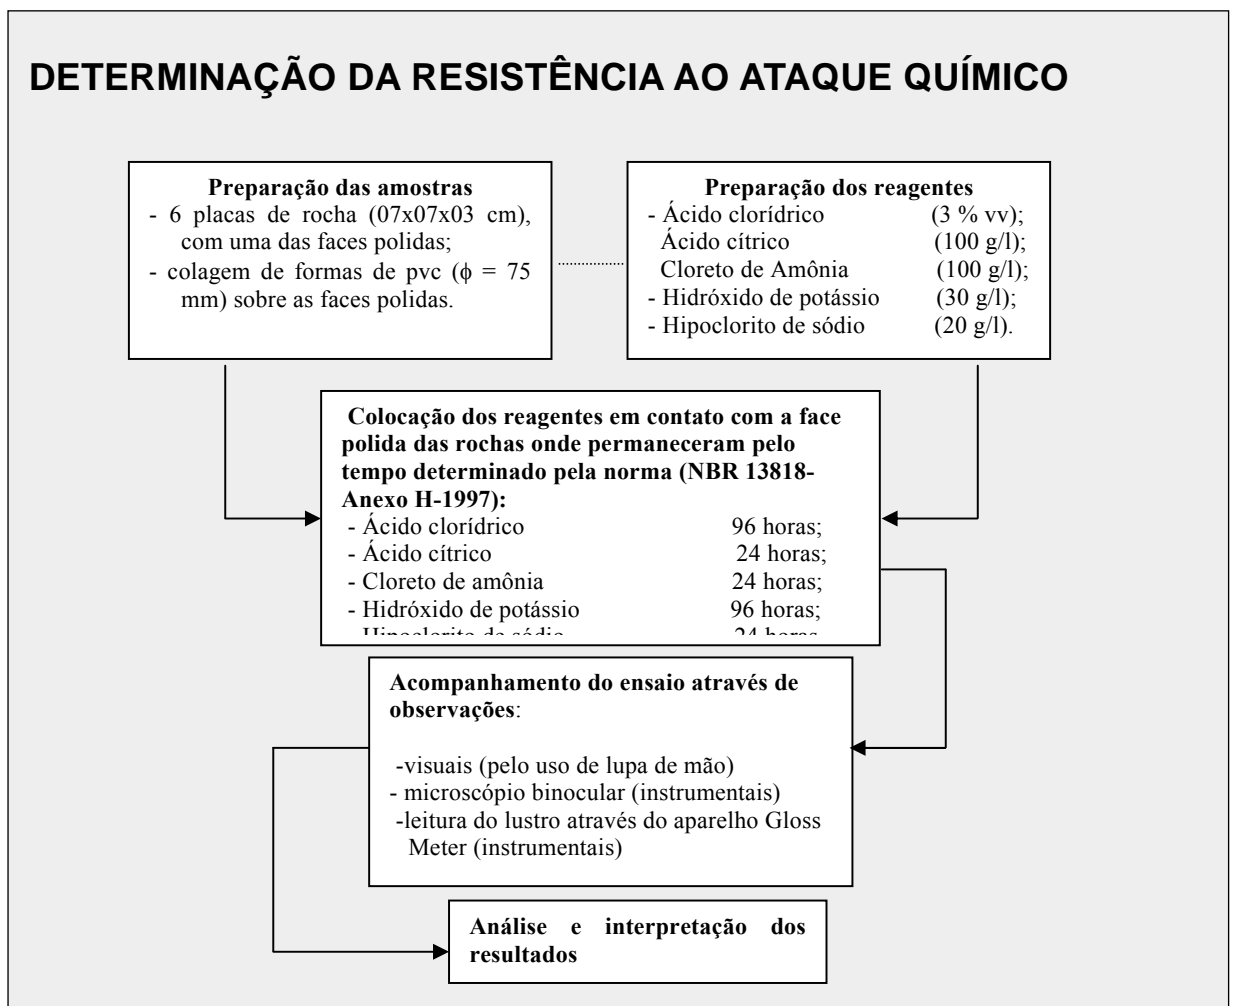 DETERMINAÇÃO DA RESISTÊNCIA AO ATAQUE QUÍMICO
Preparação das amostras
- 6 placas de rocha (07x07x03 cm),
com uma das faces polidas;
- colagem de formas de pvc (ϕ = 75
mm) sobre as faces polidas.
Preparação dos reagentes
- Ácido clorídrico (3 % vv);
Ácido cítrico (100 g/l);
Cloreto de Amônia (100 g/l);
- Hidróxido de potássio (30 g/l);
- Hipoclorito de sódio (20 g/l).
Colocação dos reagentes em contato com a face
polida das rochas onde permaneceram pelo
tempo determinado pela norma (NBR 13818-
Anexo H-1997):
- Ácido clorídrico 96 horas;
- Ácido cítrico 24 horas;
- Cloreto de amônia 24 horas;
- Hidróxido de potássio 96 horas;
- Hipoclorito de sódio 24 horas
Acompanhamento do ensaio através de
observações:
-visuais (pelo uso de lupa de mão)
- microscópio binocular (instrumentais)
-leitura do lustro através do aparelho Gloss
Meter (instrumentais)
Análise e interpretação dos
resultados